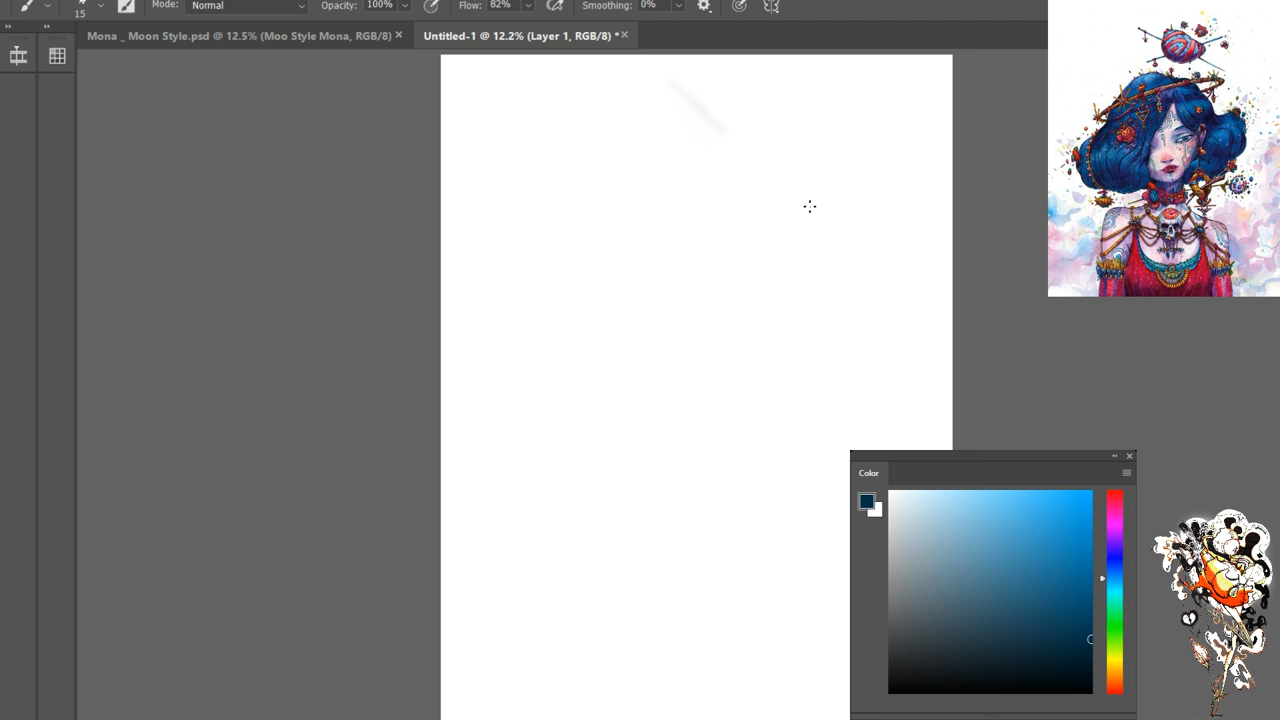 15 Mode: Normal Opacity: 100% Flow: 82% Smoothing: 0%
Mona _ Moon Style.psd @ 12.5% (Moo Style Mona, RGB/8) Untitled-1 @ 12.2% (Layer 1, RGB/8) *
Color